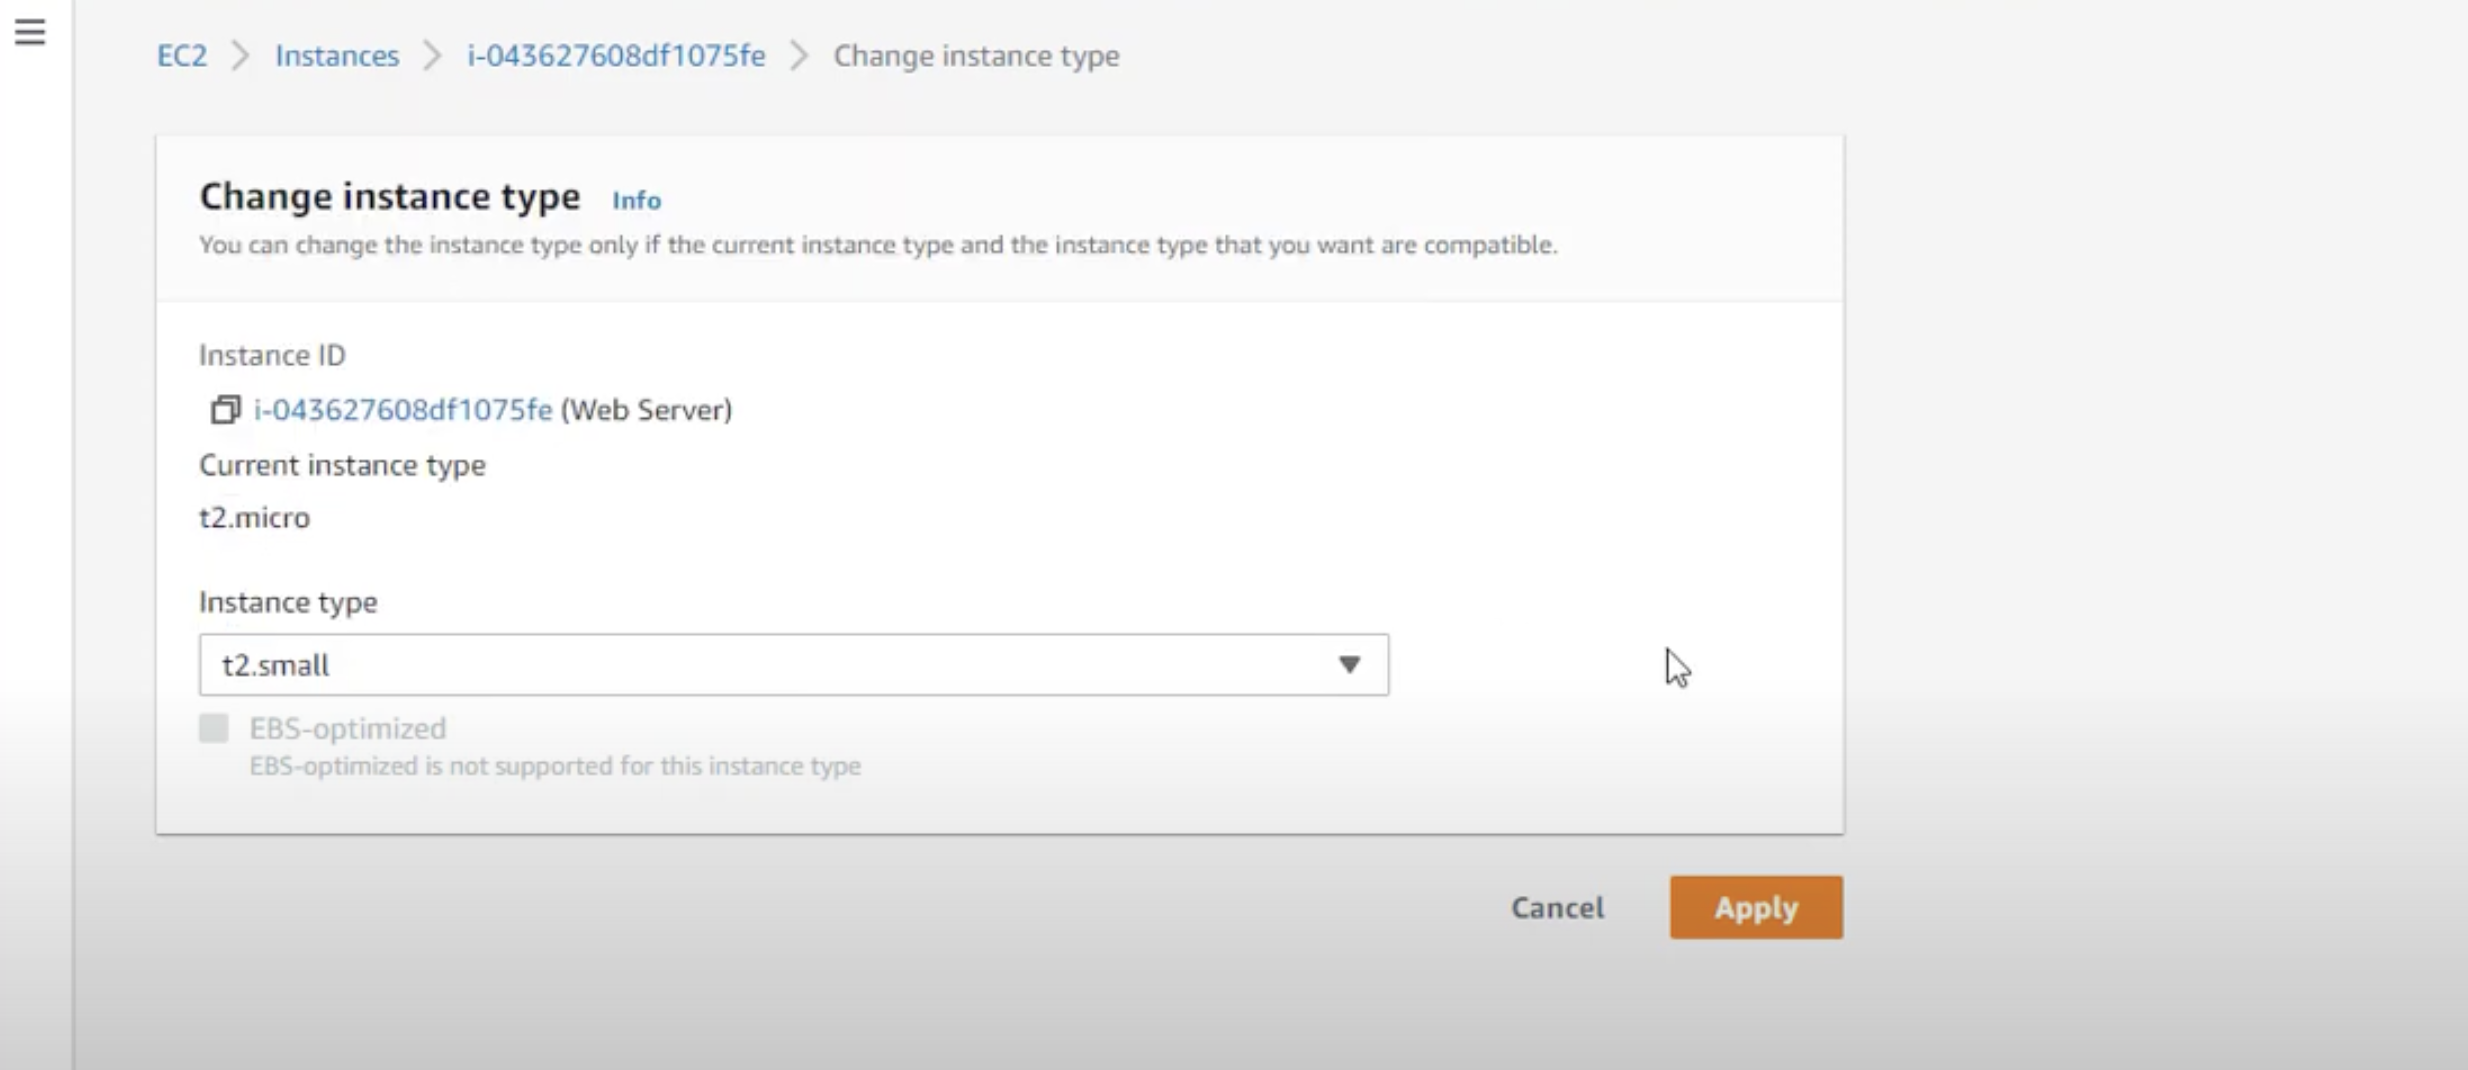 EC2 > Instances > i-043627608df1075fe > Change instance type
Change instance type Info
You can change the instance type only if the current instance type and the instance type that you want are compatible.
Instance ID
i-043627608df1075fe (Web Server)
Current instance type
t2.micro
Instance type
t2.small
EBS-optimized
EBS-optimized is not supported for this instance type
Cancel Apply